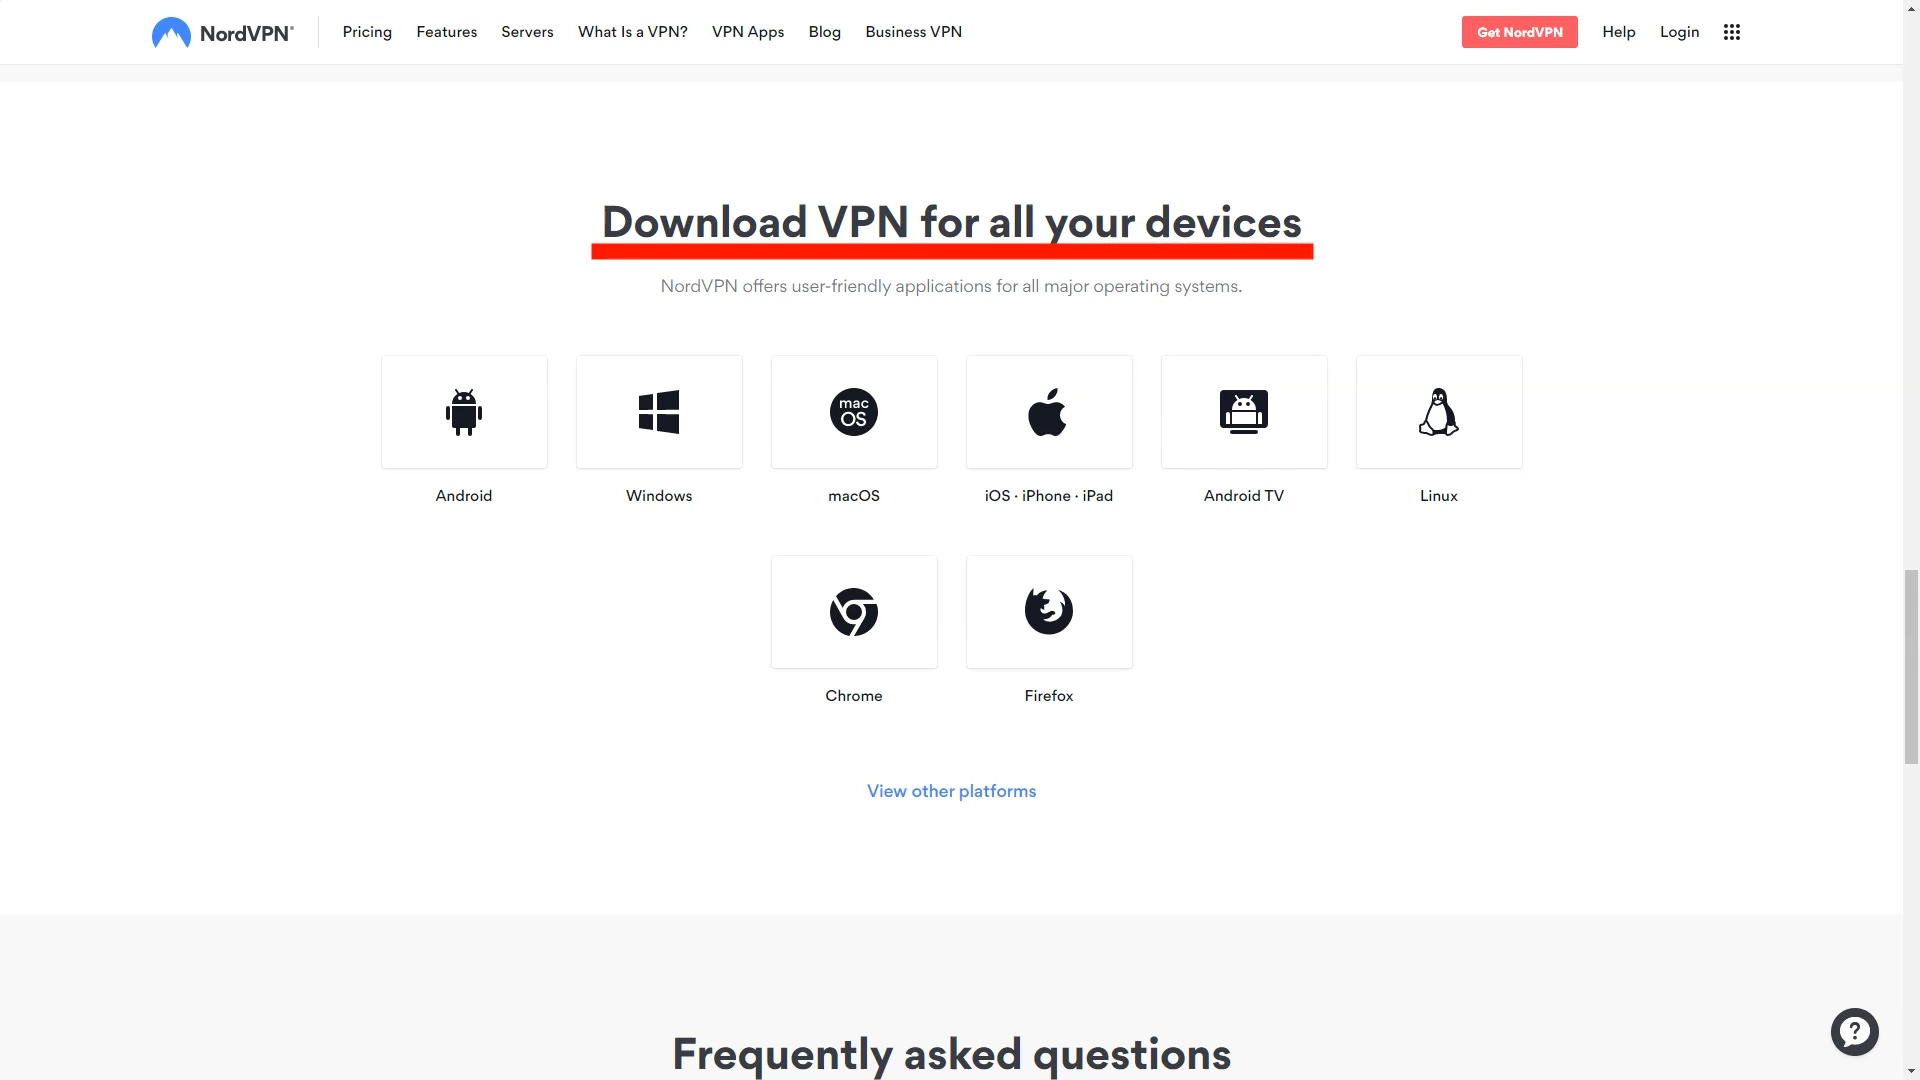 NordVPN® Pricing Features Servers What Is a VPN? VPN Apps Blog Business VPN Get NordVPN Help Login
Download VPN for all your devices
NordVPN offers user-friendly applications for all major operating systems.
mac
OS
Android Windows macOS iOS · iPhone · iPad Android TV Linux
Chrome Firefox
View other platforms
?
Frequently asked questions